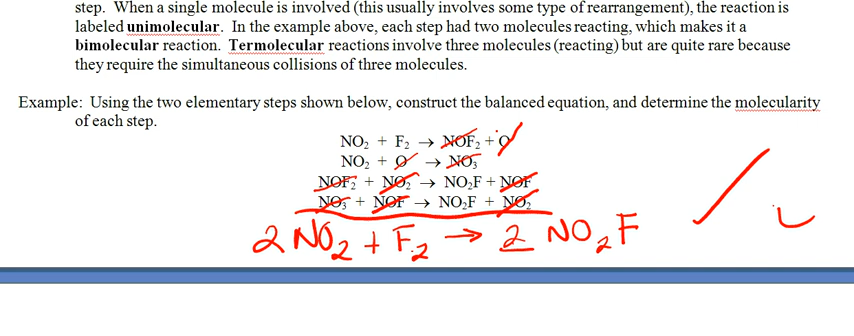 step. When a single molecule is involved (this usually involves some type of rearrangement), the reaction is
labeled unimolecular. In the example above, each step had two molecules reacting, which makes it a
bimolecular reaction. Termolecular reactions involve three molecules (reacting) but are quite rare because
they require the simultaneous collisions of three molecules.
Example: Using the two elementary steps shown below, construct the balanced equation, and determine the molecularity
of each step.
NO₂ + F₂ → NOF₂ + O
NO₂ + O → NO₃
NOF₂ + NO₂ → NO₂F + NOF
NO₃ + NOF → NO₂F + NO₂
2 NO₂ + F₂ → 2 NO₂F